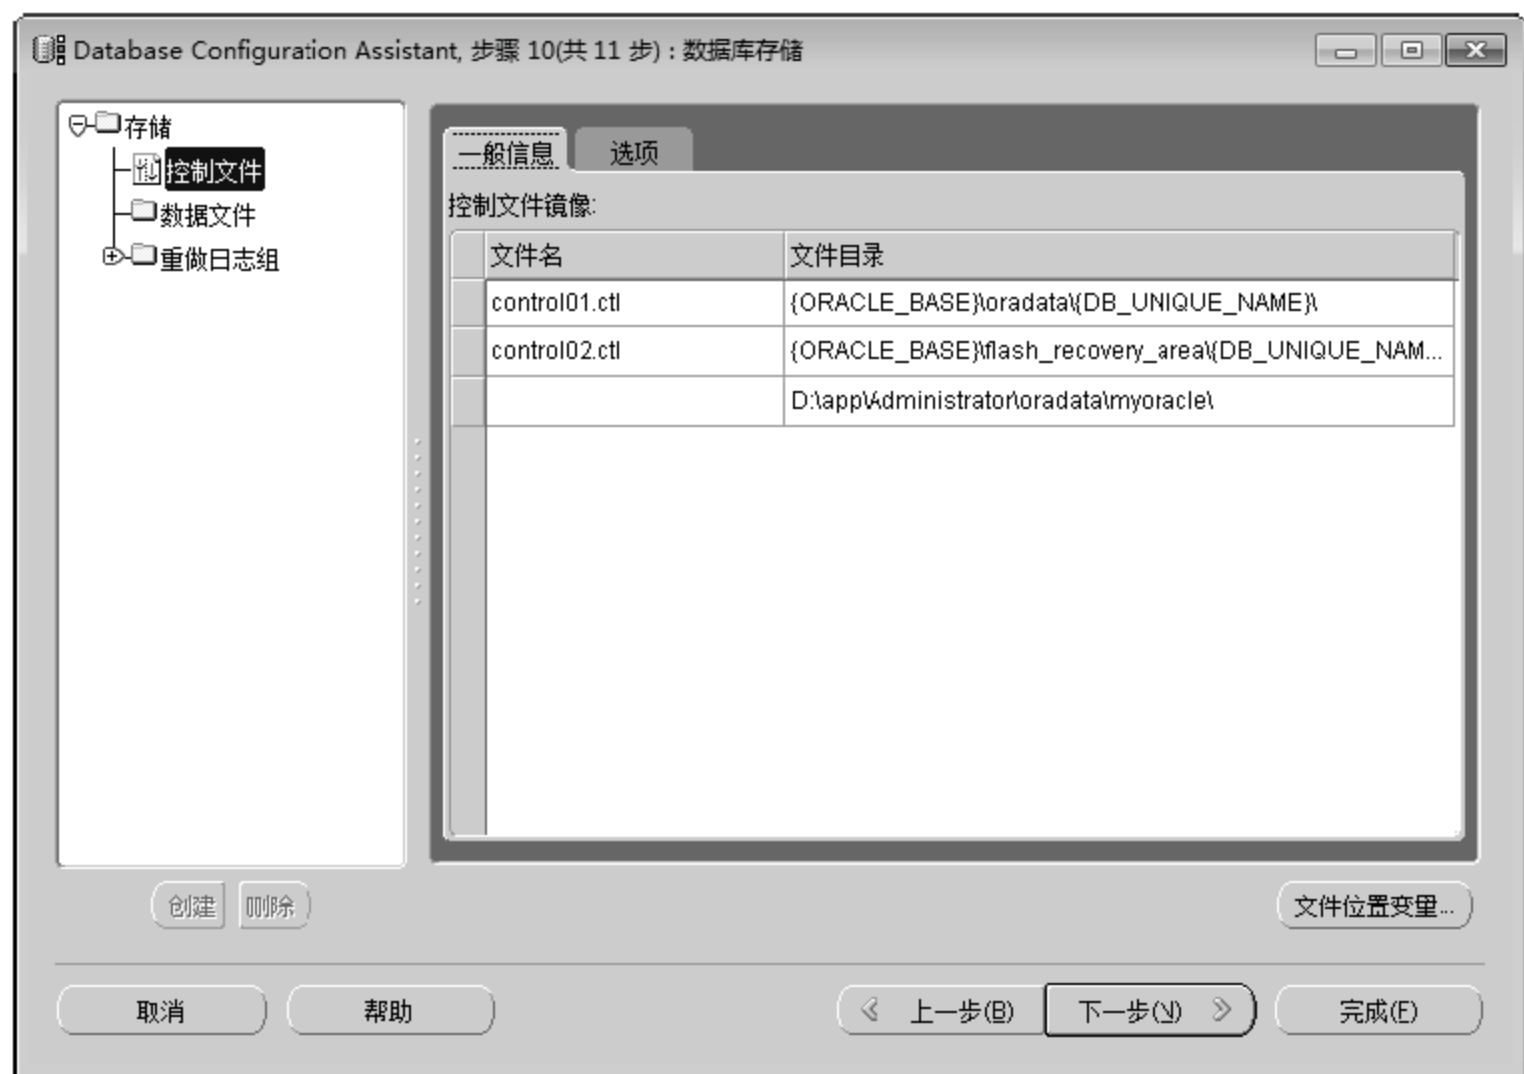 Database Configuration Assistant, 步骤 10(共 11 步) : 数据库存储
存储
控制文件
数据文件
重做日志组
一般信息 选项
控制文件镜像:
文件名 文件目录
control01.ctl {ORACLE_BASE}\oradata\{DB_UNIQUE_NAME}\
control02.ctl {ORACLE_BASE}\flash_recovery_area\{DB_UNIQUE_NAM...
D:\app\Administrator\oradata\myoracle\
创建 删除 文件位置变量...
取消 帮助 上一步(B) 下一步(N) 完成(F)